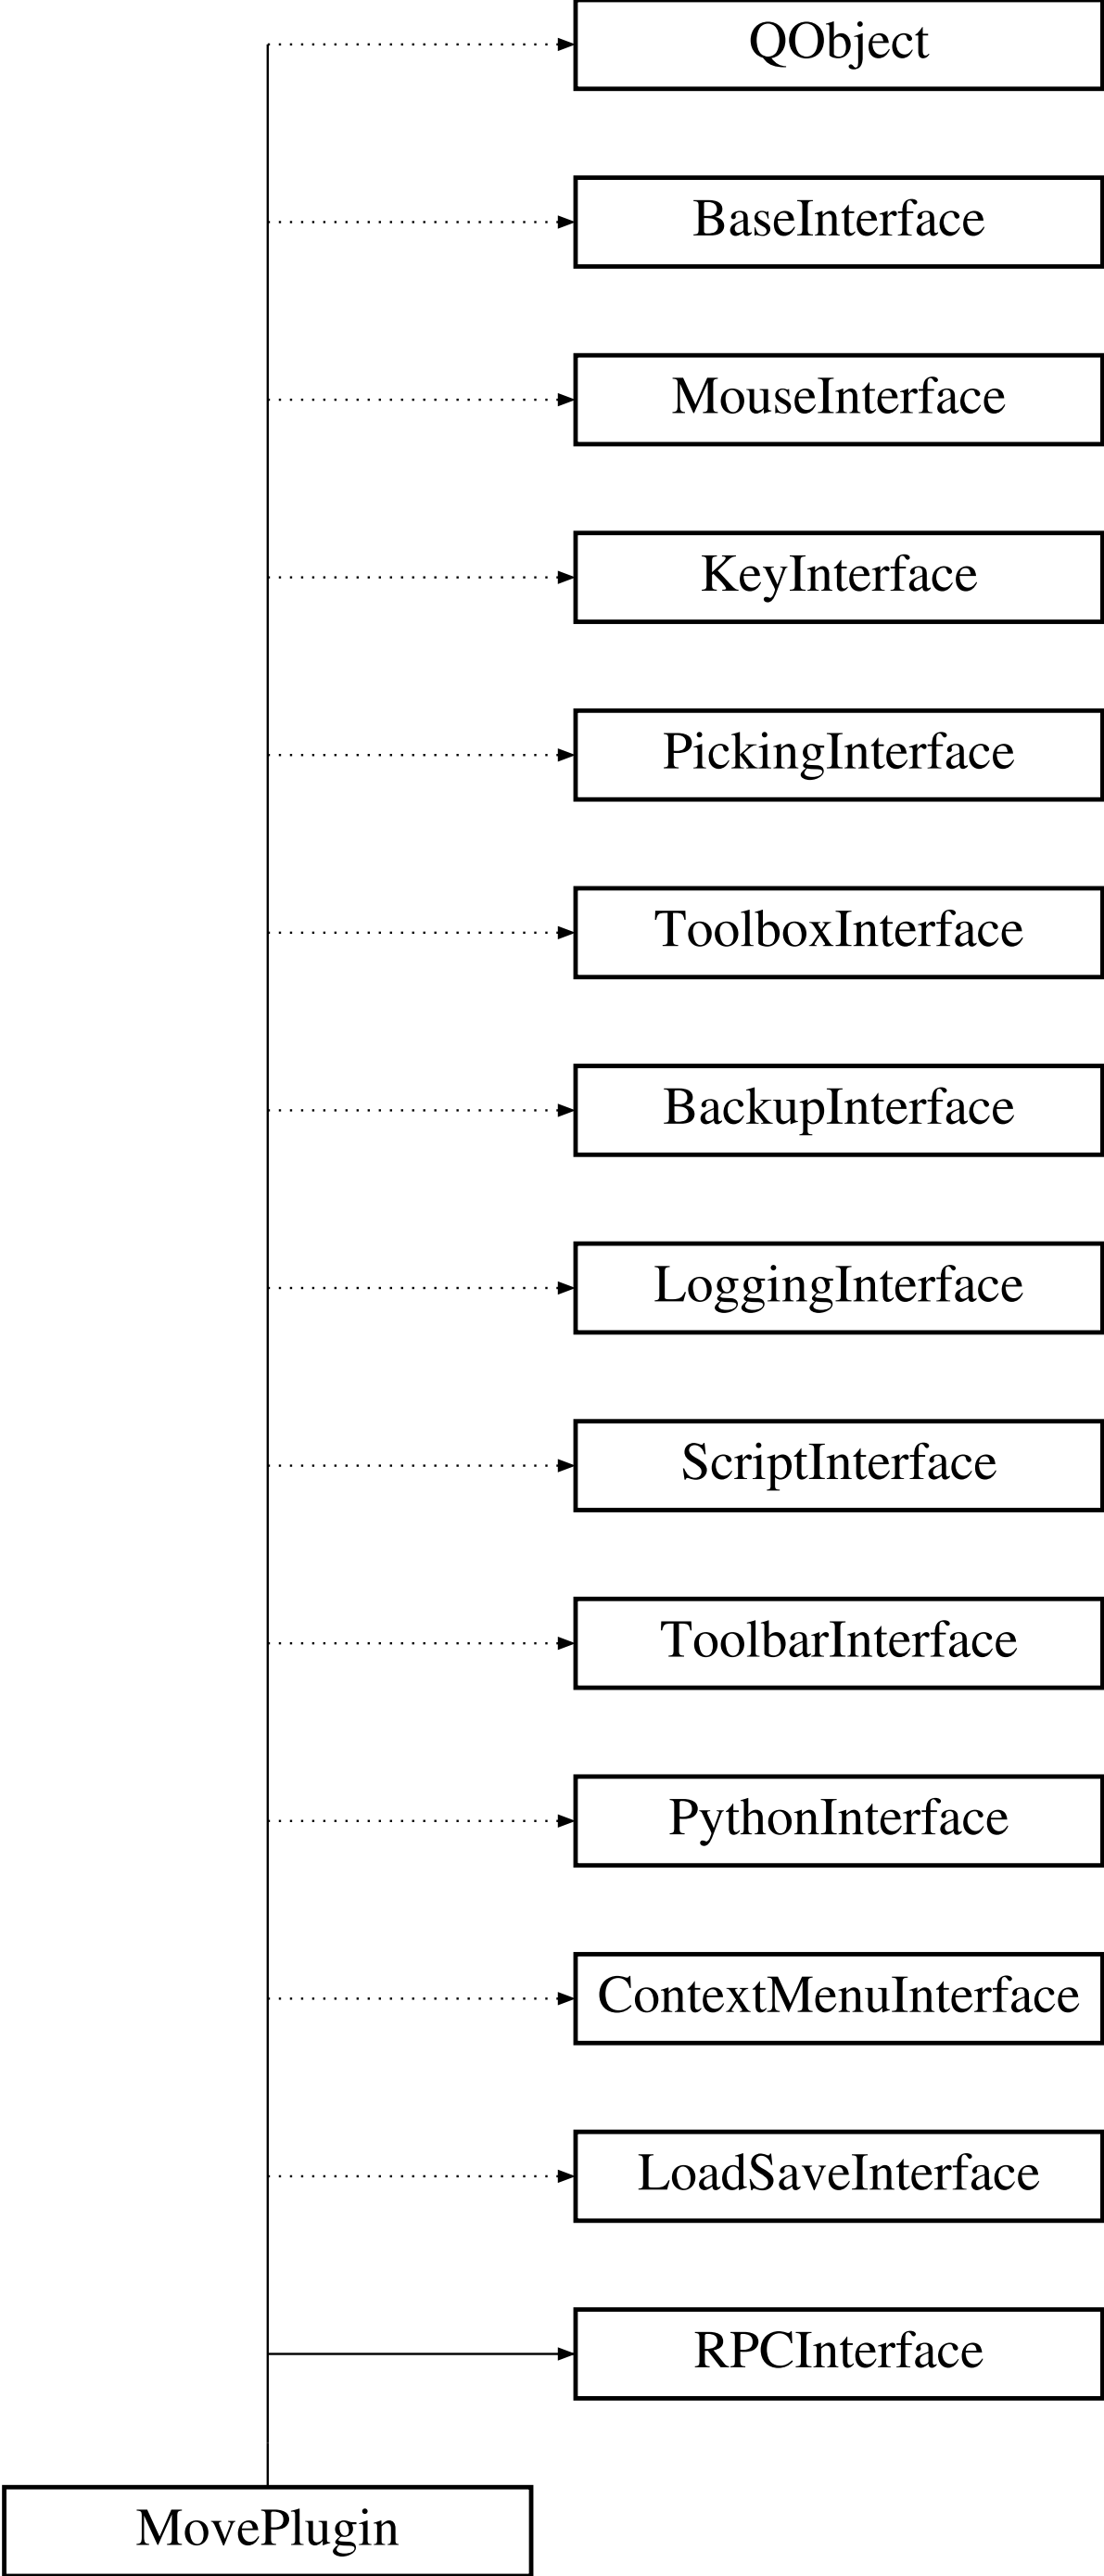 QObject
BaseInterface
MouseInterface
KeyInterface
PickingInterface
ToolboxInterface
BackupInterface
LoggingInterface
ScriptInterface
ToolbarInterface
PythonInterface
ContextMenuInterface
LoadSaveInterface
RPCInterface
MovePlugin